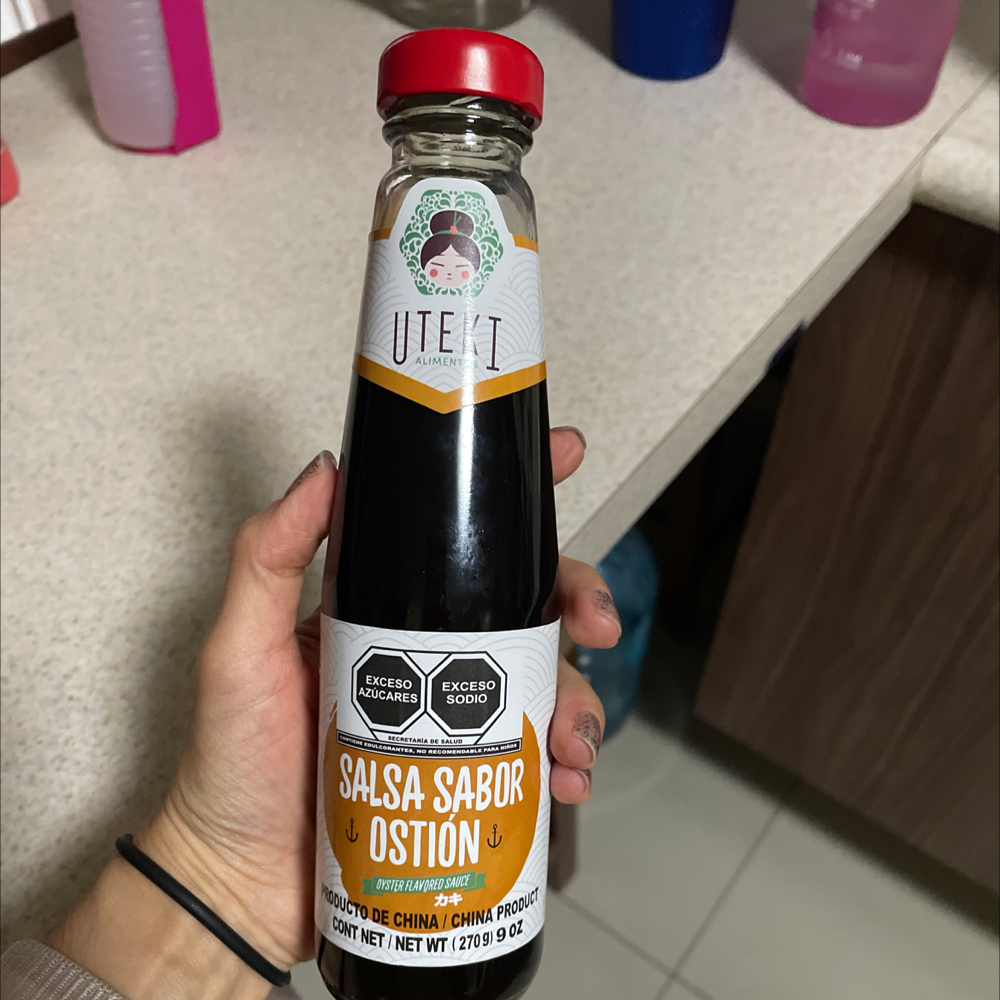 UTEKI
ALIMENTOS
EXCESO
AZÚCARES
EXCESO
SODIO
SECRETARÍA DE SALUD
CONTIENE EDULCORANTES, NO RECOMENDABLE PARA NIÑOS
SALSA SABOR
OSTIÓN
OYSTER FLAVORED SAUCE
カキ
PRODUCTO DE CHINA / CHINA PRODUCT
CONT NET / NET WT (270g) 9 OZ